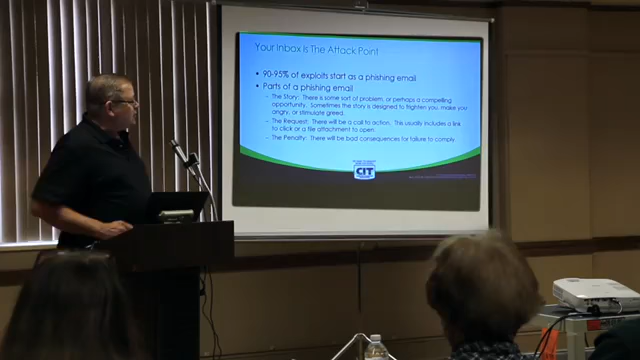 Your Inbox Is The Attack Point
• 90-95% of exploits start as a phishing email
• Parts of a phishing email
– The Story: There is some sort of problem, or perhaps a compelling
opportunity. Sometimes the story is designed to frighten you, make you
angry, or stimulate greed.
– The Request: There will be a call to action. This usually includes a link
to click or a file attachment to open.
– The Penalty: There will be bad consequences for failure to comply.
CIT